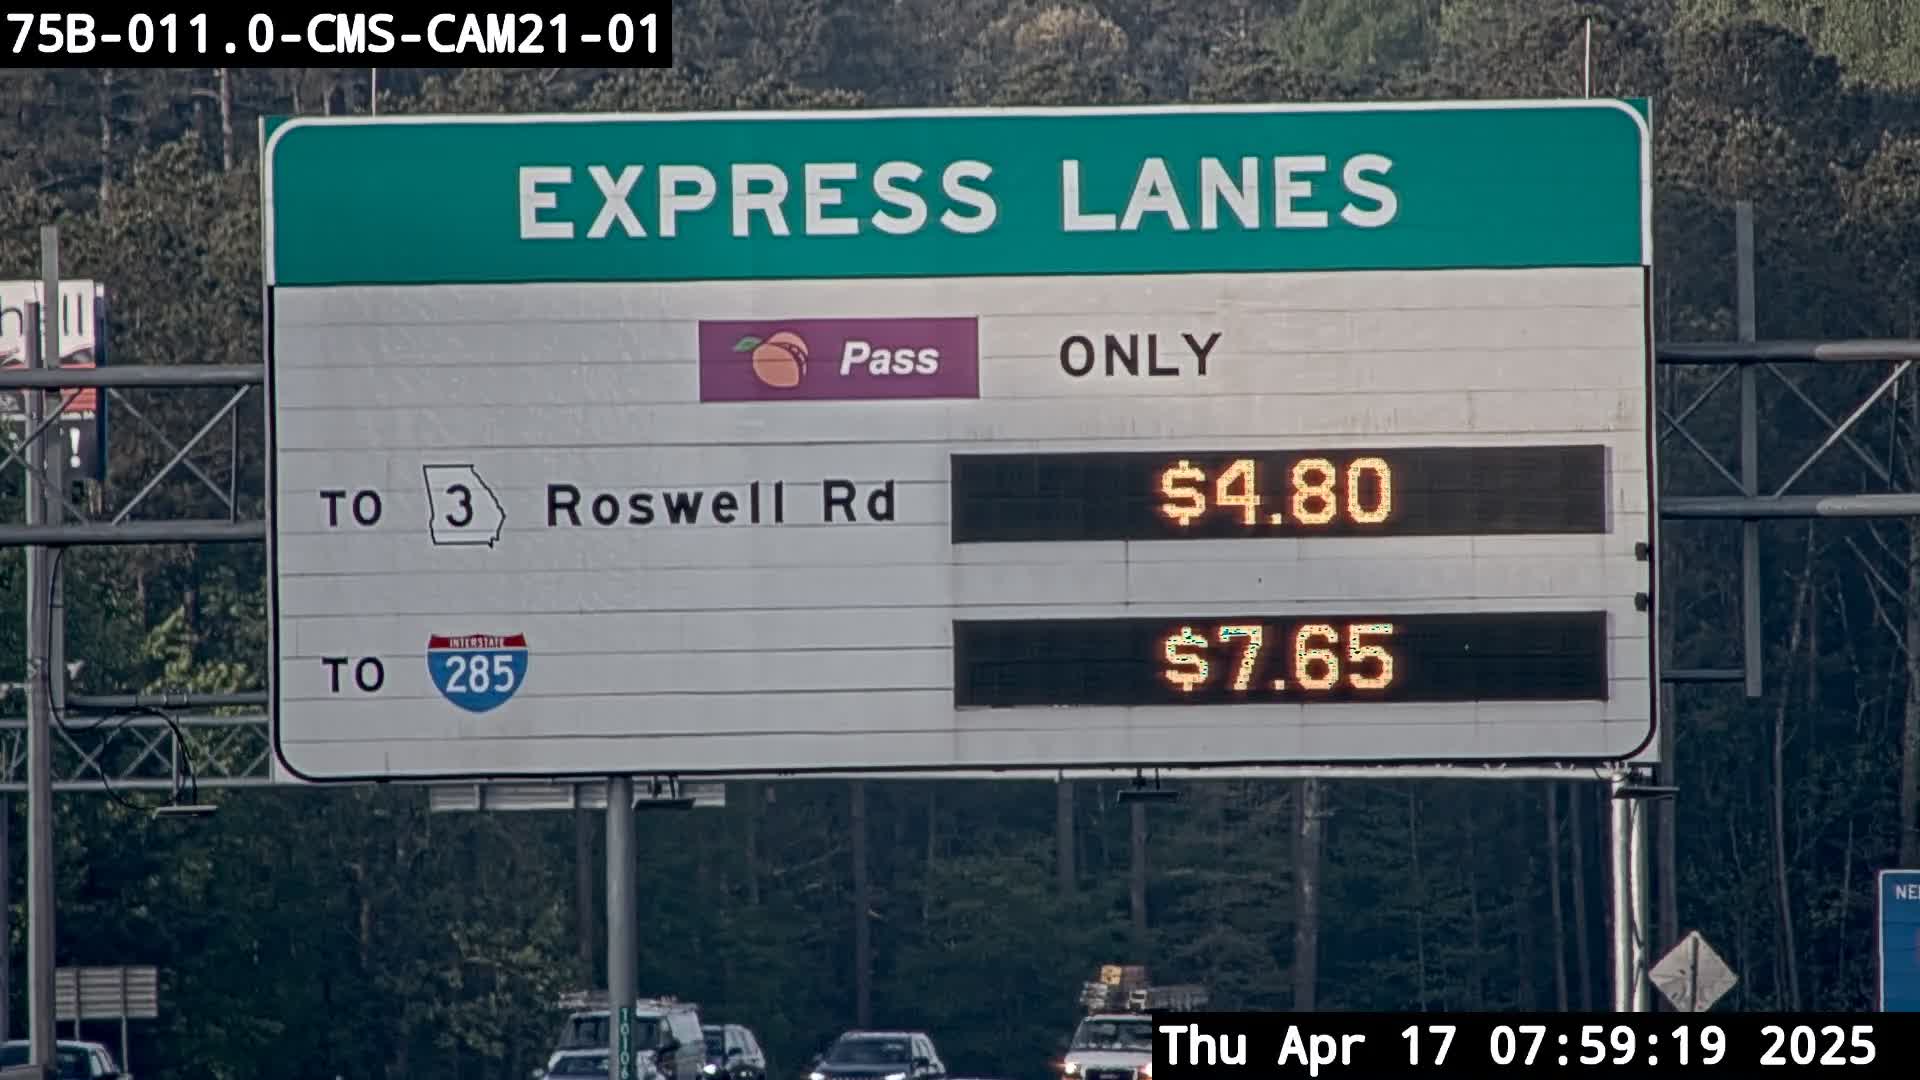 75B-011.0-CMS-CAM21-01
EXPRESS LANES
Pass ONLY
TO 3 Roswell Rd $4.80
TO INTERSTATE 285 $7.65
Thu Apr 17 07:59:19 2025